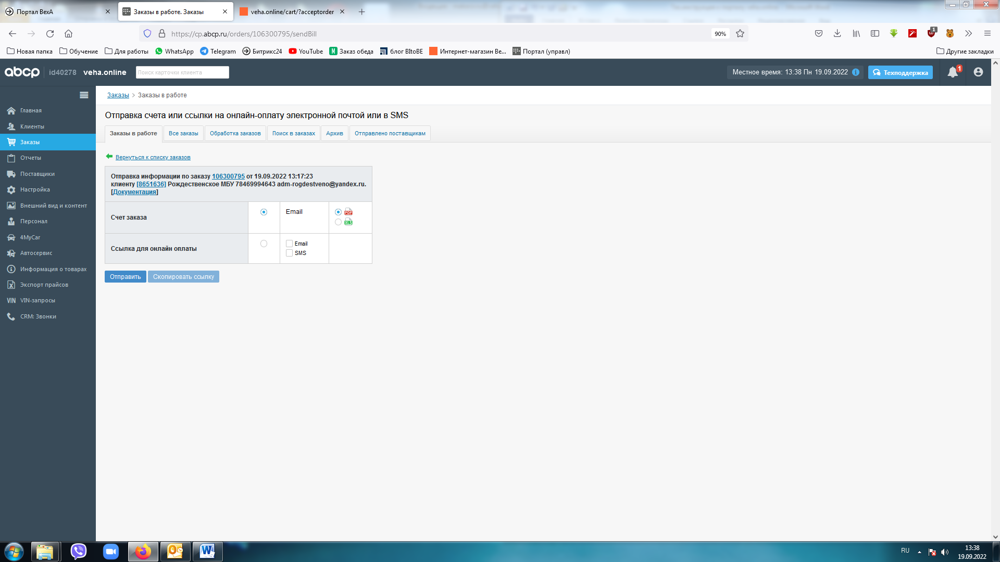 Портал ВехА
Заказы в работе. Заказы
veha.online/cart/?acceptorder
https://cp.abcp.ru/orders/106300795/sendBill
90%
1
Новая папка
Обучение
Для работы
WhatsApp
Telegram
Битрикс24
YouTube
Заказ обеда
блог BItoBE
Интернет-магазин Ве...
Портал (управл)
Другие закладки
abcp
id40278
veha.online
Поиск карточки клиента
Местное время: 13:38 Пн 19.09.2022
Техподдержка
1
Главная
Клиенты
Заказы
Отчеты
Поставщики
Настройка
Внешний вид и контент
Персонал
4MyCar
Автосервис
Информация о товарах
Экспорт прайсов
VIN VIN-запросы
CRM: Звонки
Заказы > Заказы в работе
Отправка счета или ссылки на онлайн-оплату электронной почтой или в SMS
Заказы в работе
Все заказы
Обработка заказов
Поиск в заказах
Архив
Отправлено поставщикам
Вернуться к списку заказов
Отправка информации по заказу 106300795 от 19.09.2022 13:17:23
клиенту [8651636] Рождественское МБУ 78469994643 adm-rogdestveno@yandex.ru.
[Документация]
Счет заказа
Email
PDF
XLS
Ссылка для онлайн оплаты
Email
SMS
Отправить
Скопировать ссылку
RU
13:38
19.09.2022